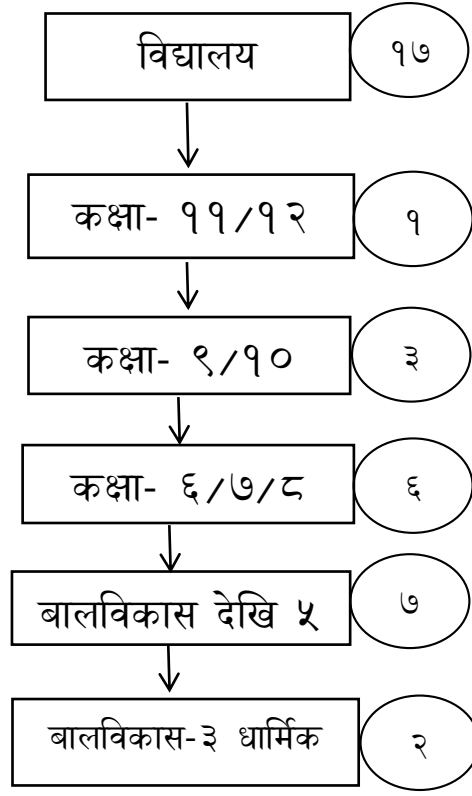 विद्यालय १७
कक्षा- ११/१२ १
कक्षा- ९/१० ३
कक्षा- ६/७/८ ६
बालविकास देखि ५ ७
बालविकास-३ धार्मिक २